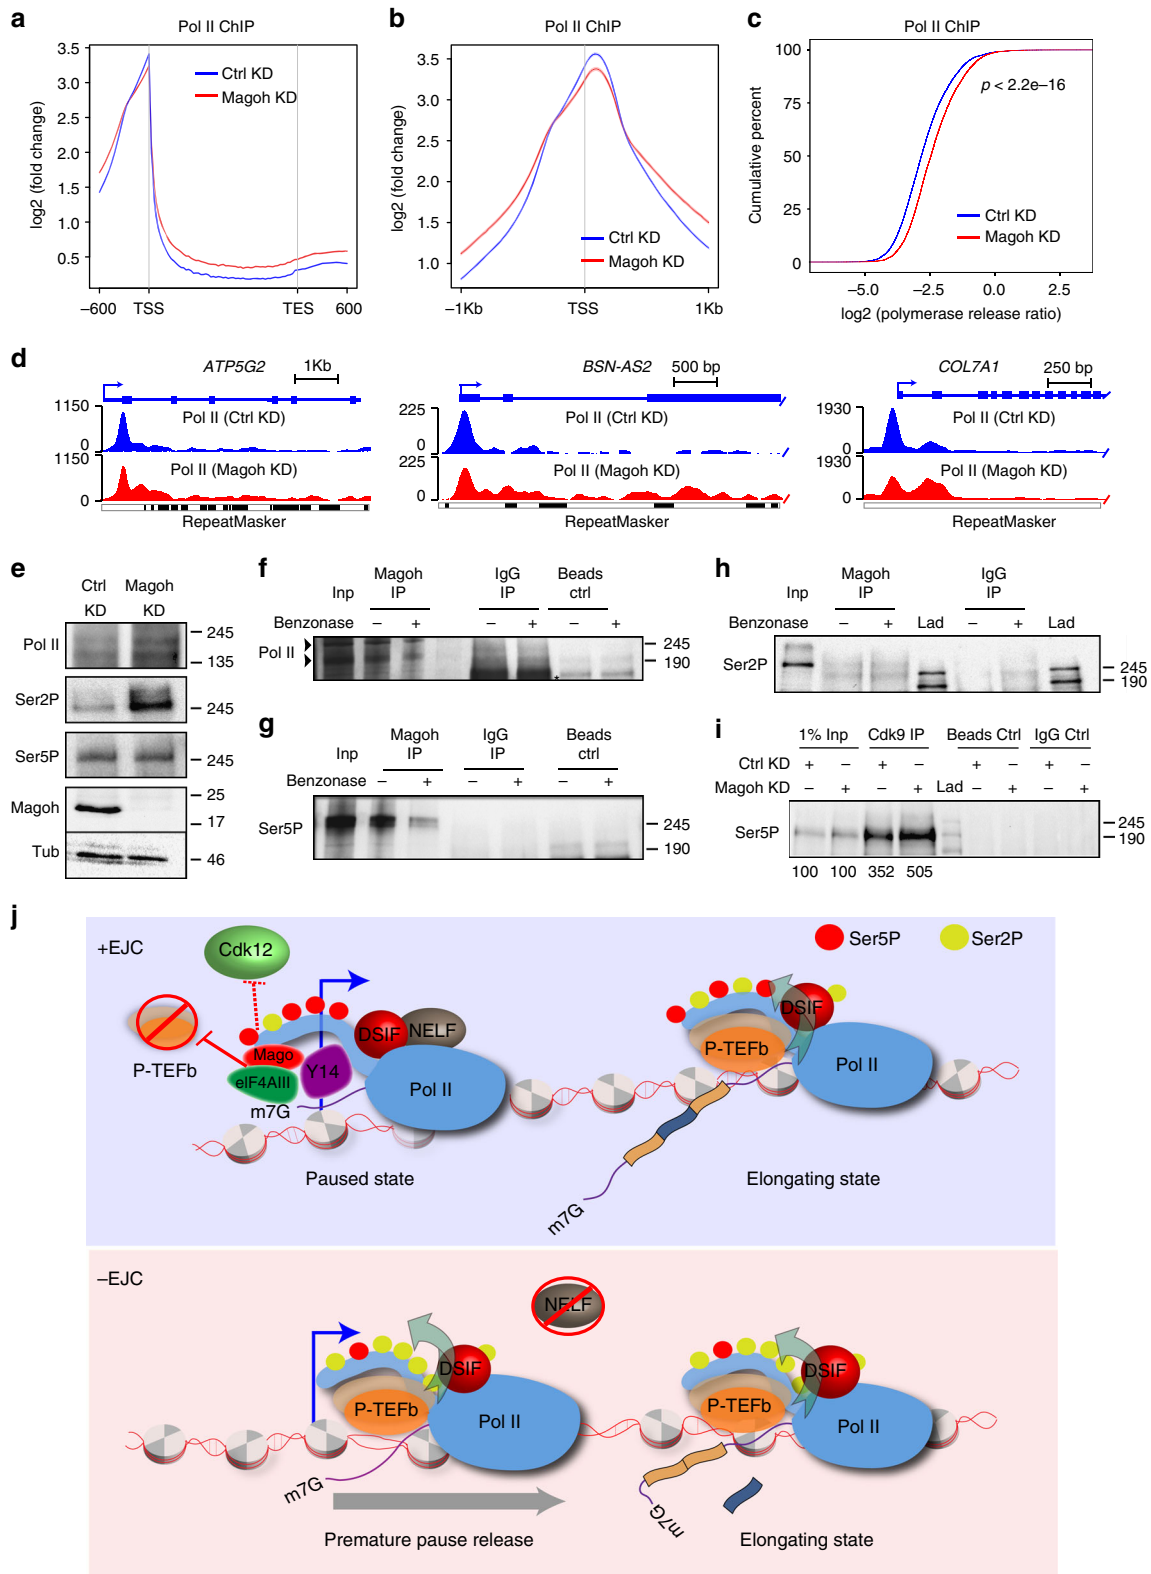 a
Pol II ChIP
3.5
3.0
2.5
2.0
1.5
1.0
0.5
log2 (fold change)
Ctrl KD
Magoh KD
−600
TSS
TES
600
b
Pol II ChIP
3.5
3.0
2.5
2.0
1.5
1.0
log2 (fold change)
Ctrl KD
Magoh KD
−1Kb
TSS
1Kb
c
Pol II ChIP
100
75
50
25
0
Cumulative percent
p < 2.2e−16
Ctrl KD
Magoh KD
−5.0
−2.5
0.0
2.5
log2 (polymerase release ratio)
d
ATP5G2
1Kb
1150
Pol II (Ctrl KD)
0
1150
Pol II (Magoh KD)
0
RepeatMasker
BSN-AS2
500 bp
225
Pol II (Ctrl KD)
0
225
Pol II (Magoh KD)
0
RepeatMasker
COL7A1
250 bp
1930
Pol II (Ctrl KD)
0
1930
Pol II (Magoh KD)
0
RepeatMasker
e
Ctrl Magoh
KD KD
Pol II
245
135
Ser2P
245
Ser5P
245
Magoh
25
17
Tub
46
f
Magoh IgG Beads
Inp IP IP ctrl
Benzonase − + − + − +
Pol II
245
190
*
g
Magoh IgG Beads
Inp IP IP ctrl
Benzonase − + − + − +
Ser5P
245
190
h
Magoh IgG
Inp IP IP
Benzonase − + Lad − + Lad
Ser2P
245
190
i
1% Inp Cdk9 IP Beads Ctrl IgG Ctrl
Ctrl KD + − + − + − + −
Magoh KD − + − + Lad − + − +
Ser5P
245
190
100 100 352 505
j
+EJC
Cdk12
Ser5P
Ser2P
P-TEFb
Mago
eIF4AIII
Y14
DSIF
NELF
Pol II
m7G
Paused state
DSIF
P-TEFb
Pol II
m7G
Elongating state
−EJC
NELF
DSIF
P-TEFb
Pol II
m7G
Premature pause release
DSIF
P-TEFb
Pol II
m7G
Elongating state